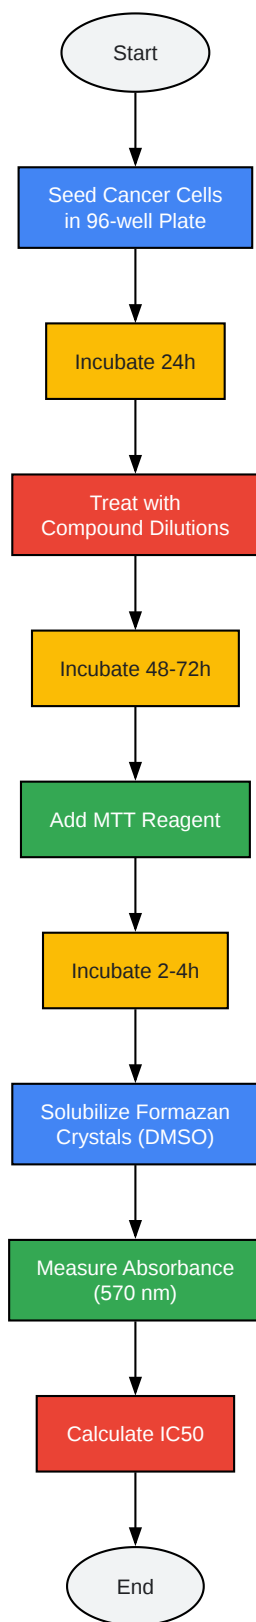 Start
Seed Cancer Cells
in 96-well Plate
Incubate 24h
Treat with
Compound Dilutions
Incubate 48-72h
Add MTT Reagent
Incubate 2-4h
Solubilize Formazan
Crystals (DMSO)
Measure Absorbance
(570 nm)
Calculate IC50
End